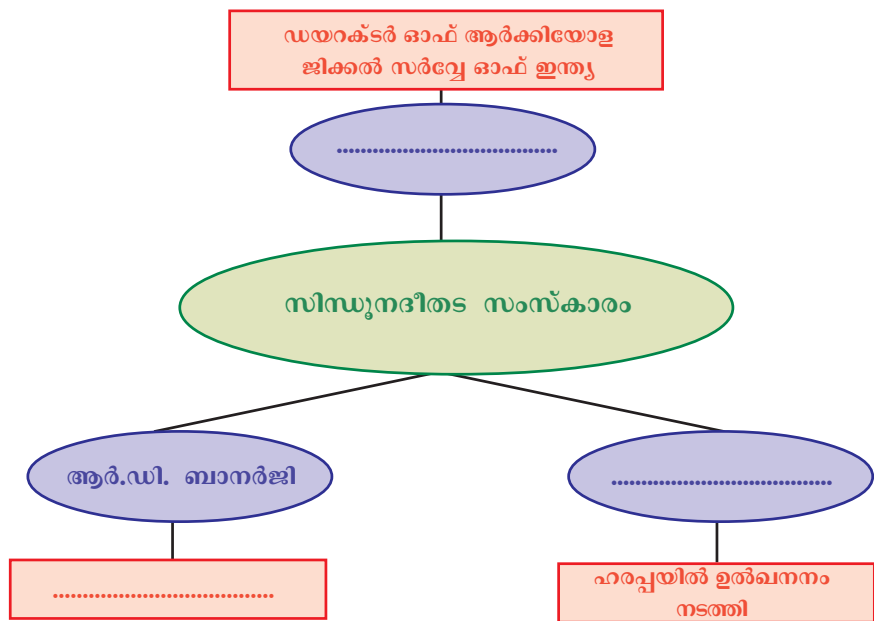 ഡയറക്ടർ ഓഫ് ആർക്കിയോള
ജിക്കൽ സർവ്വേ ഓഫ് ഇന്ത്യ
.....................................
സിന്ധൂനദീതട സംസ്കാരം
ആർ.ഡി. ബാനർജി
.....................................
.....................................
ഹരപ്പയിൽ ഉൽഖനനം
നടത്തി